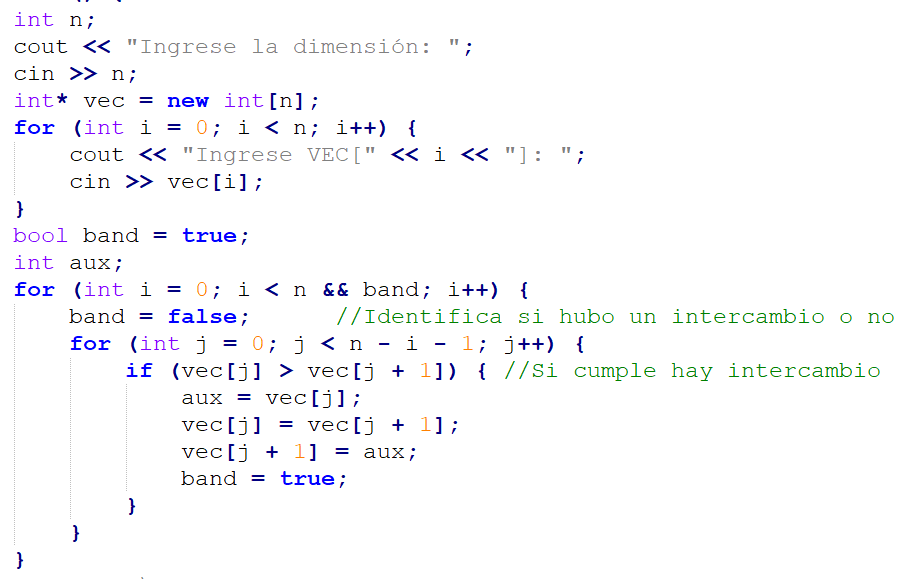 int n;
cout << "Ingrese la dimensión: ";
cin >> n;
int* vec = new int[n];
for (int i = 0; i < n; i++) {
    cout << "Ingrese VEC[" << i << "]: ";
    cin >> vec[i];
}
bool band = true;
int aux;
for (int i = 0; i < n && band; i++) {
    band = false;      //Identifica si hubo un intercambio o no
    for (int j = 0; j < n - i - 1; j++) {
        if (vec[j] > vec[j + 1]) { //Si cumple hay intercambio
            aux = vec[j];
            vec[j] = vec[j + 1];
            vec[j + 1] = aux;
            band = true;
        }
    }
}